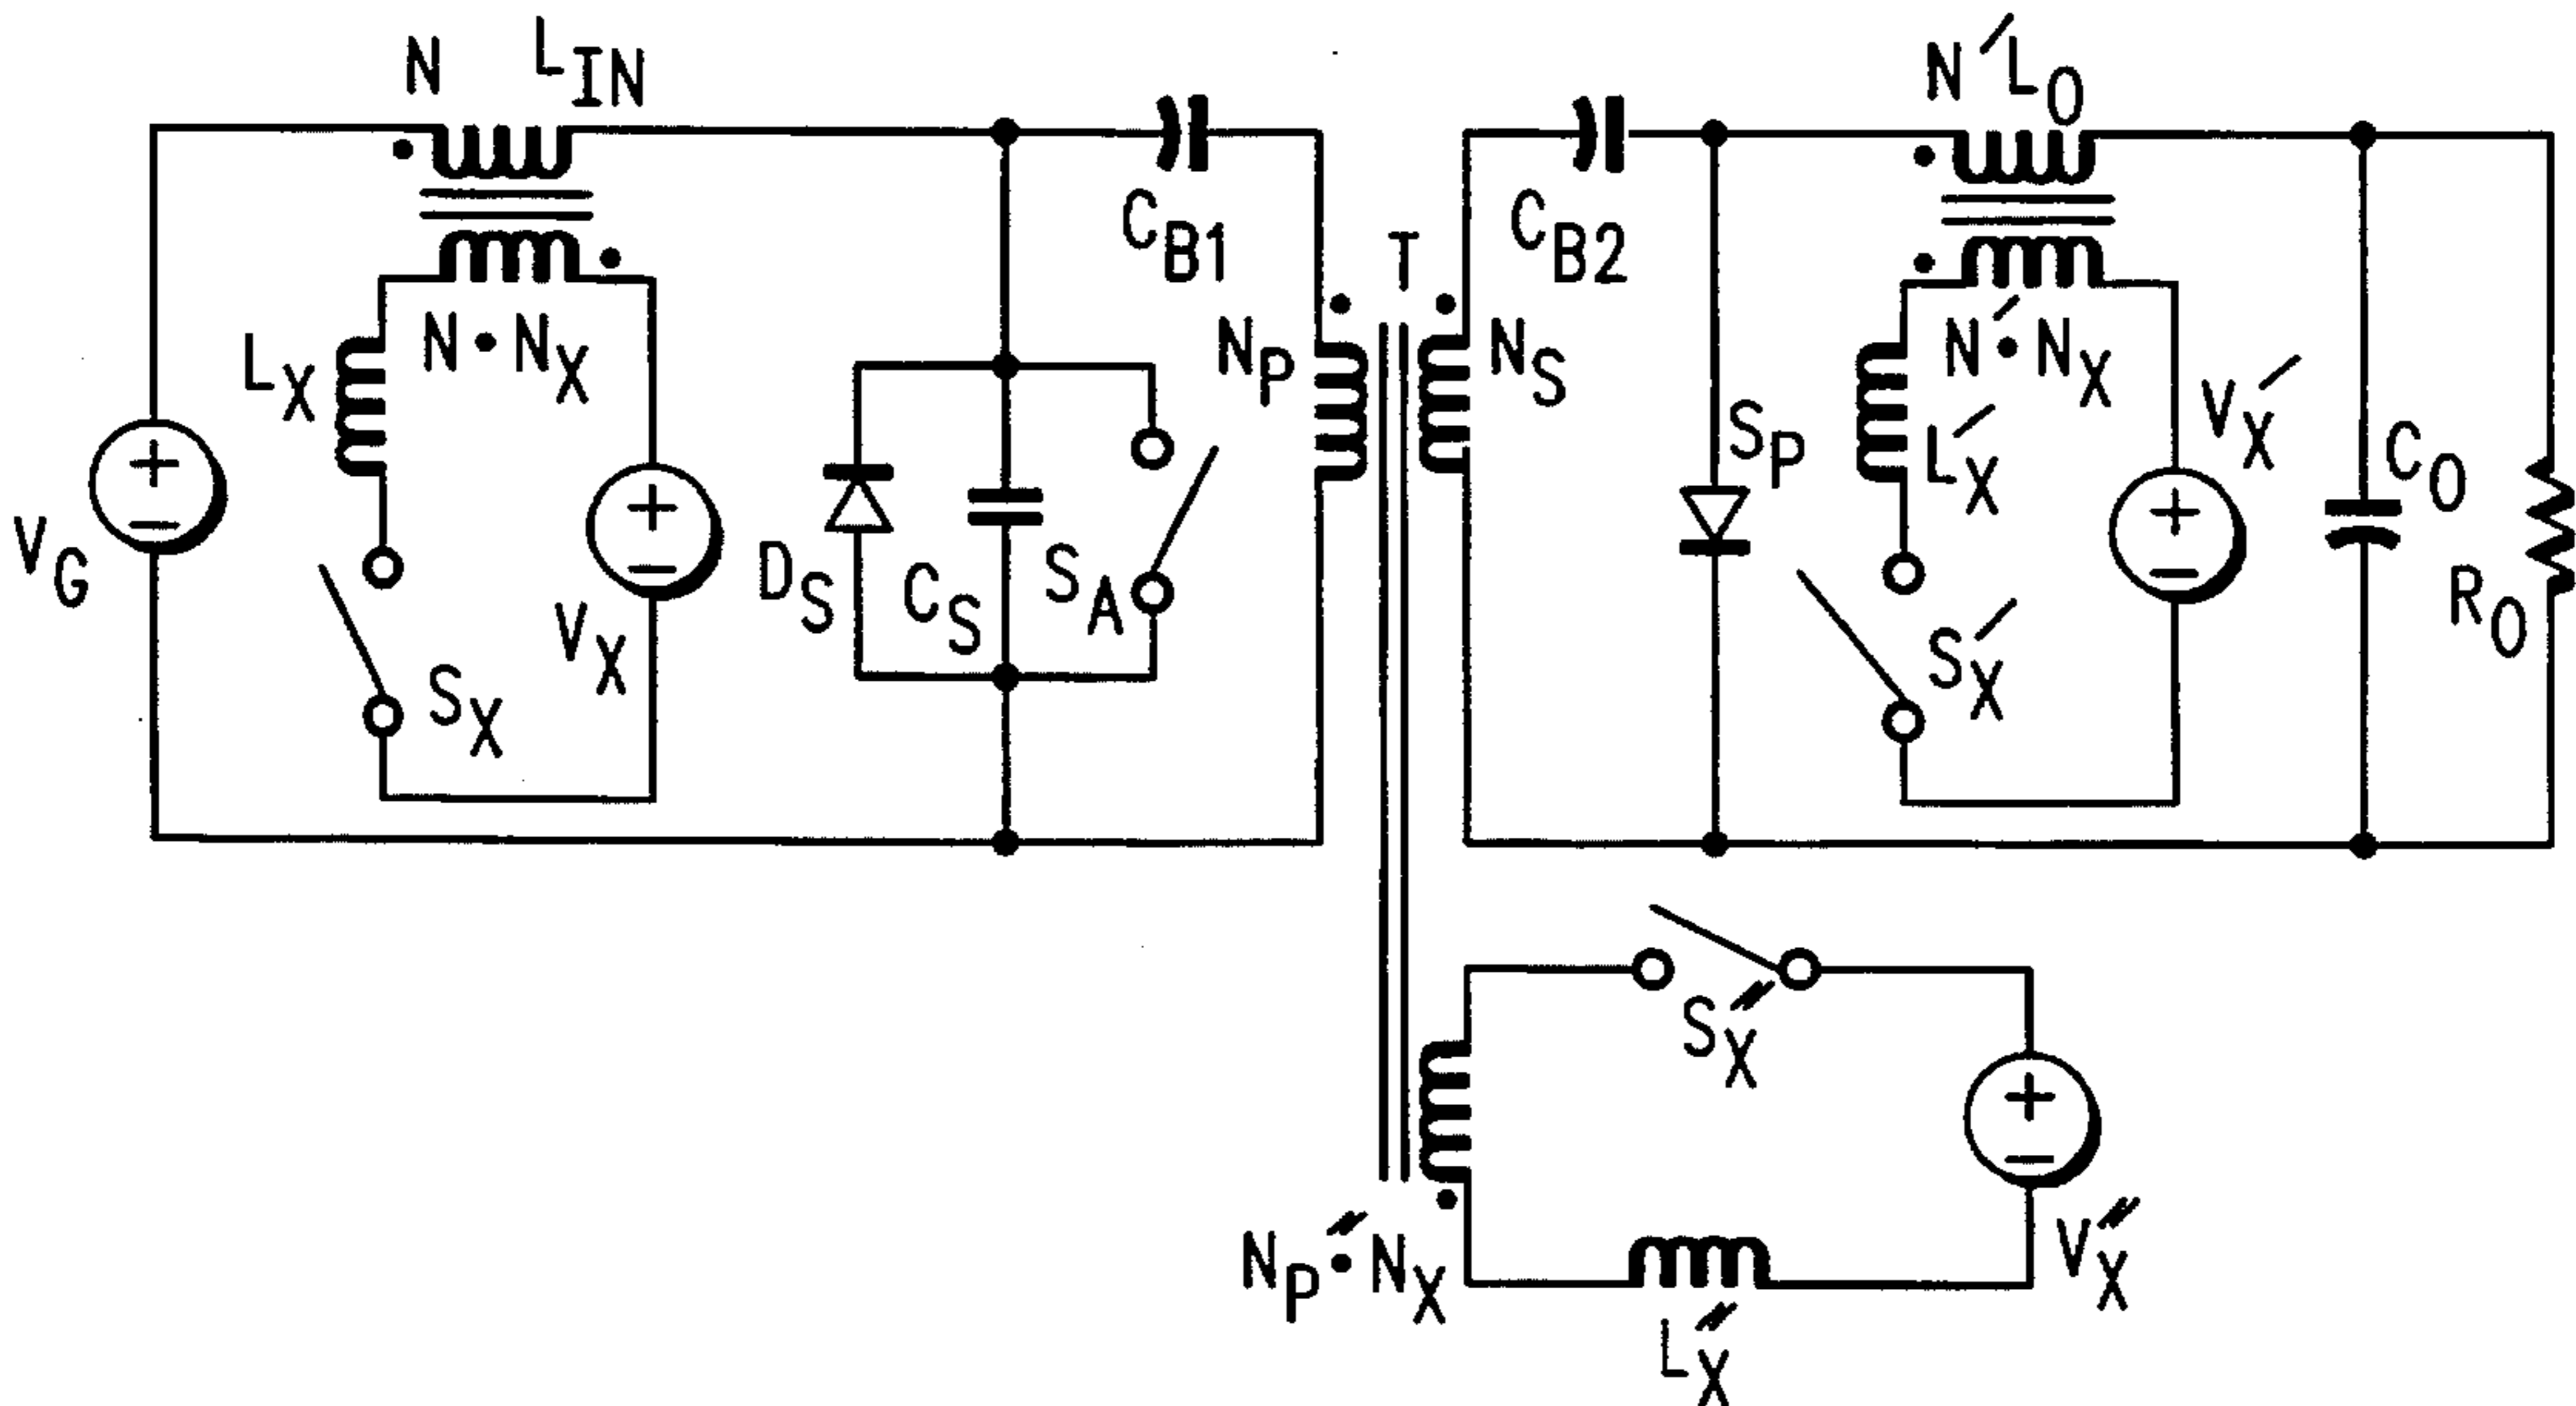 N
L_IN
N′
L_O
C_B1
C_B2
T
N_P
N_S
L_X
N • N_X
N′ • N_X
V_G
+
−
V_X
+
−
S_X
D_S
C_S
S_A
S_P
L_X′
S_X′
V_X′
+
−
C_O
R_O
S_X″
N_P″ • N_X
L_X″
V_X″
+
−